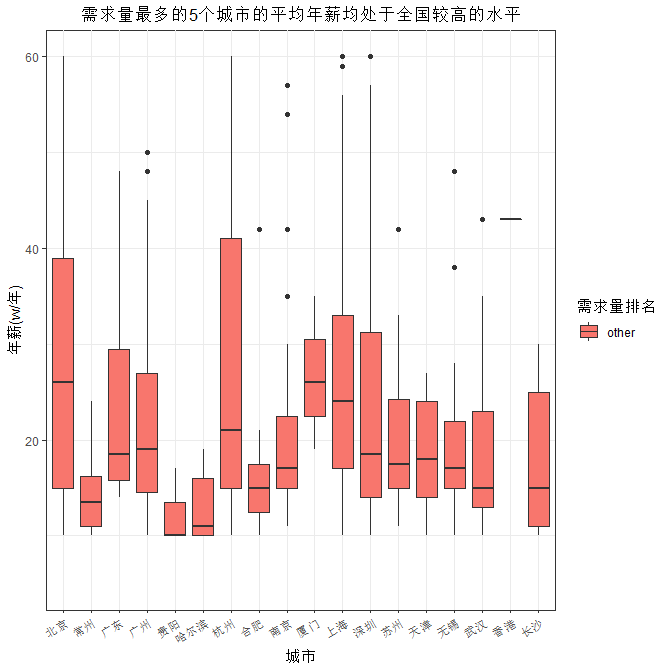 需求量最多的5个城市的平均年薪均处于全国较高的水平
60
40
20
年薪(w/年)
北京
常州
广东
广州
贵阳
哈尔滨
杭州
合肥
南京
厦门
上海
深圳
苏州
天津
无锡
武汉
香港
长沙
城市
需求量排名
other